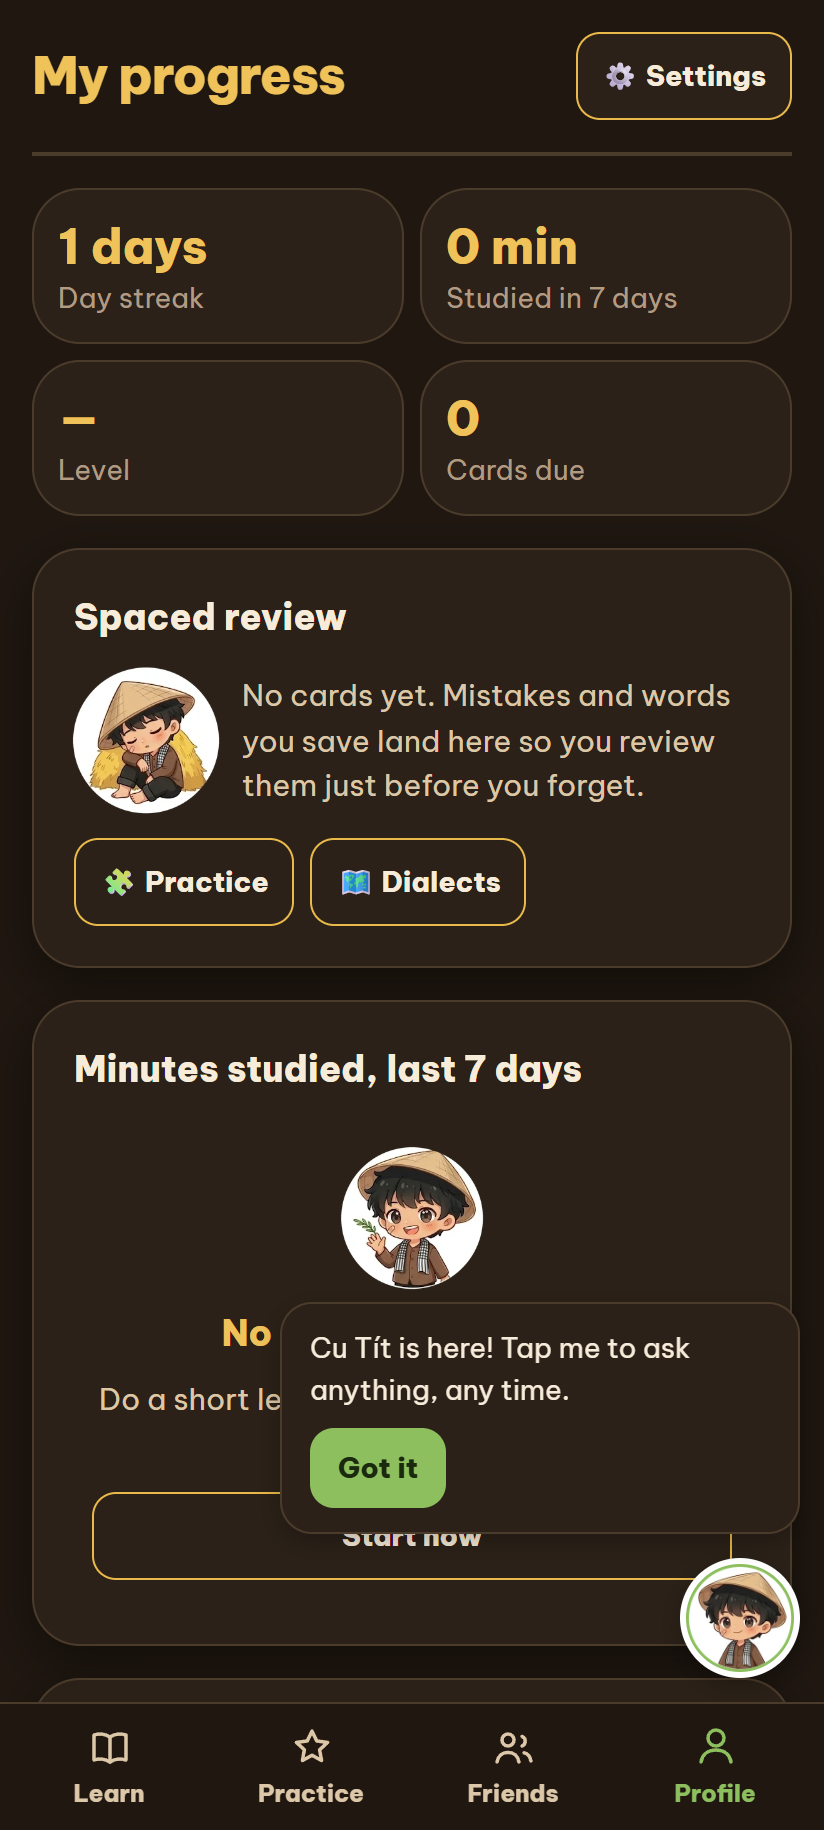 My progress
Settings
1 days
Day streak
0 min
Studied in 7 days
–
Level
0
Cards due
Spaced review
No cards yet. Mistakes and words
you save land here so you review
them just before you forget.
Practice
Dialects
Minutes studied, last 7 days
No
Do a short le
Cu Tít is here! Tap me to ask
anything, any time.
Got it
Start now
Learn
Practice
Friends
Profile